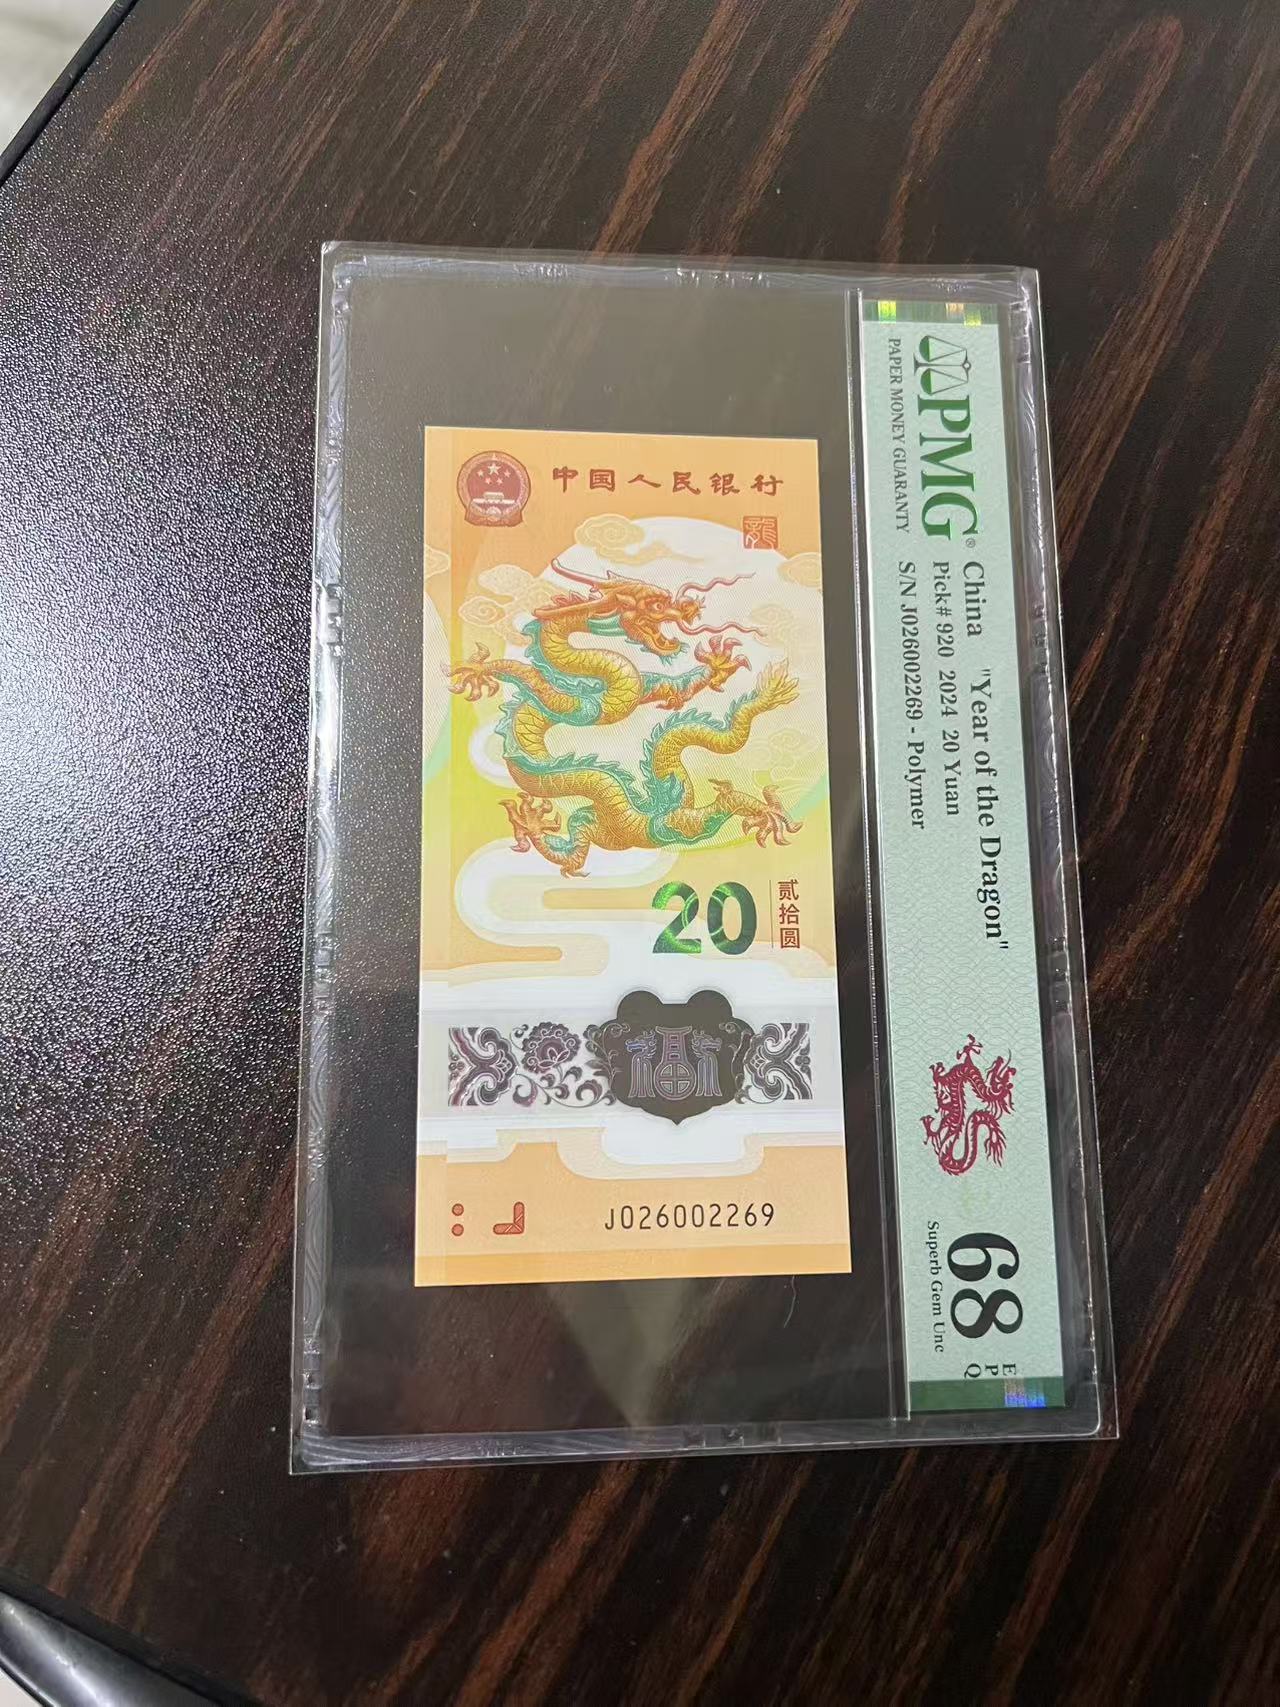 中国人民银行
龍
20
贰拾圆
福
J026002269
PMG®
PAPER MONEY GUARANTY
China "Year of the Dragon"
Pick# 920 2024 20 Yuan
S/N J026002269 - Polymer
68
EPQ
Superb Gem Unc